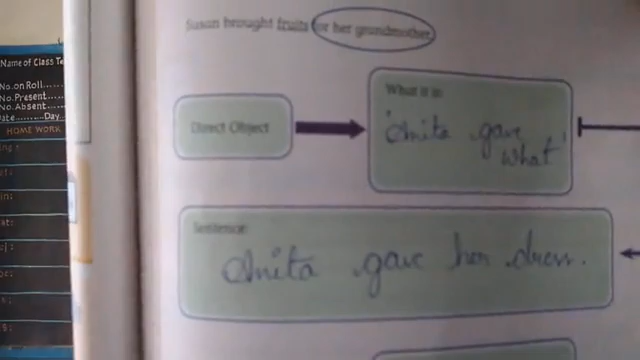 Susan brought fruits for her grandmother.
What it is
Direct Object
'Anita gave
what'
Sentence
Anita gave her dress.
Name of Class Te
No. on Roll......
No. Present.....
No. Absent.....
ate........Day...
HOME WORK